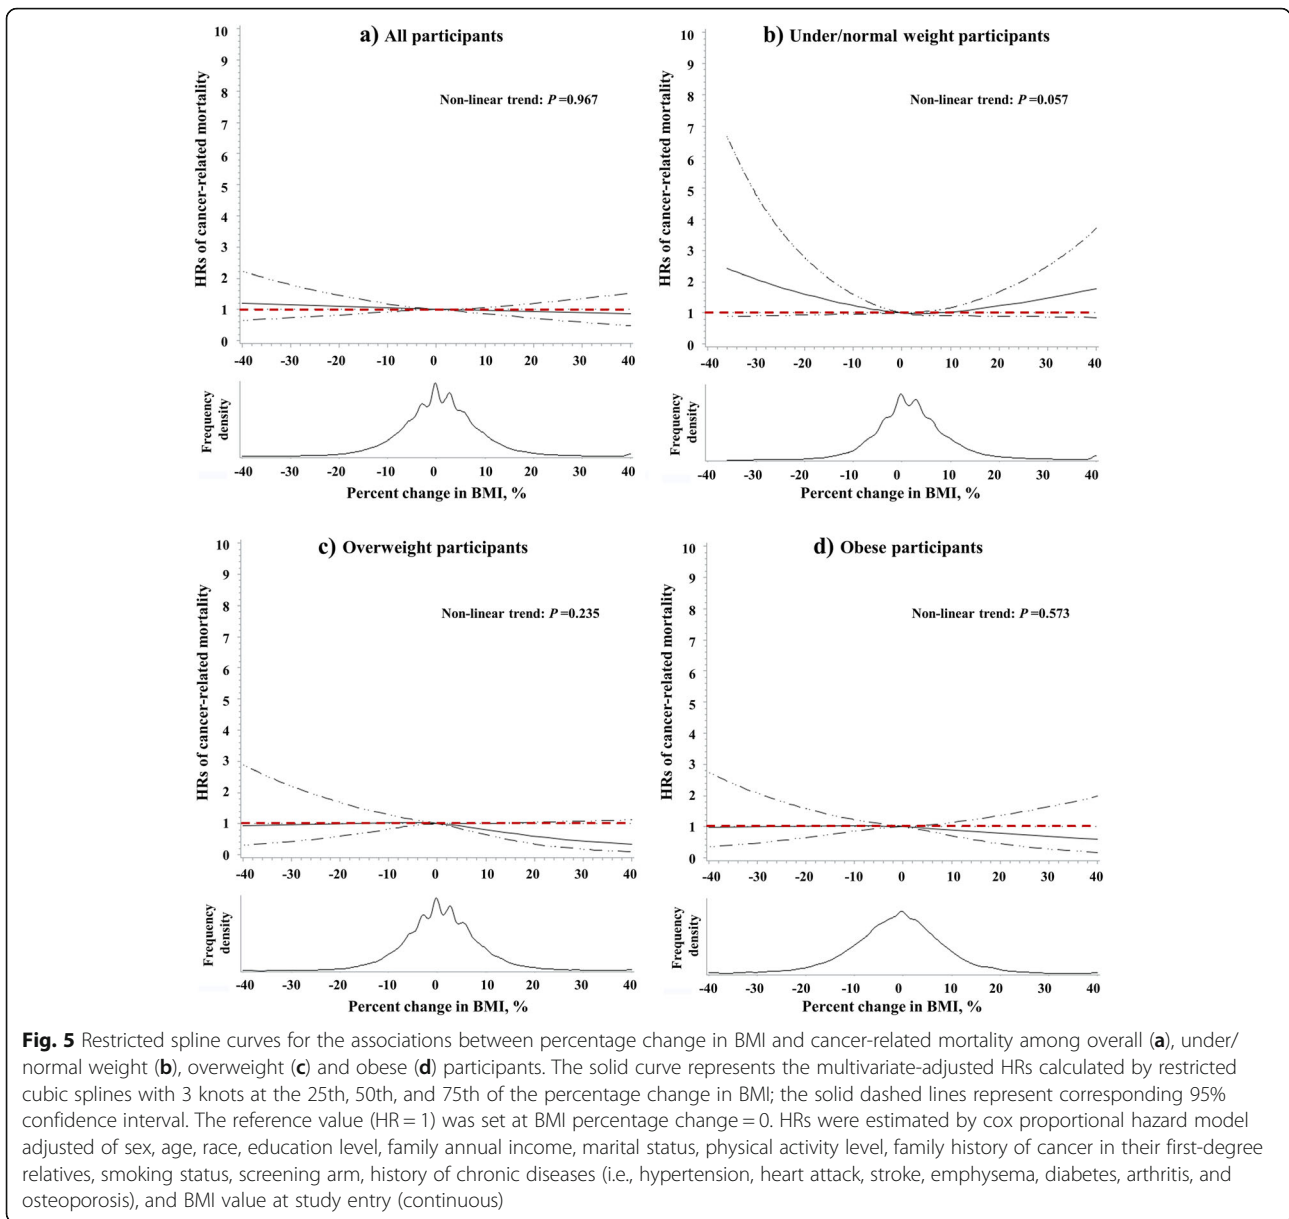 a) All participants
Non-linear trend: P =0.967
HRs of cancer-related mortality
10
9
8
7
6
5
4
3
2
1
0
-40 -30 -20 -10 0 10 20 30 40
Frequency
density
-40 -30 -20 -10 0 10 20 30 40
Percent change in BMI, %
b) Under/normal weight participants
Non-linear trend: P =0.057
HRs of cancer-related mortality
10
9
8
7
6
5
4
3
2
1
0
-40 -30 -20 -10 0 10 20 30 40
Frequency
density
-40 -30 -20 -10 0 10 20 30 40
Percent change in BMI, %
c) Overweight participants
Non-linear trend: P =0.235
HRs of cancer-related mortality
10
9
8
7
6
5
4
3
2
1
0
-40 -30 -20 -10 0 10 20 30 40
Frequency
density
-40 -30 -20 -10 0 10 20 30 40
Percent change in BMI, %
d) Obese participants
Non-linear trend: P =0.573
HRs of cancer-related mortality
10
9
8
7
6
5
4
3
2
1
0
-40 -30 -20 -10 0 10 20 30 40
Frequency
density
-40 -30 -20 -10 0 10 20 30 40
Percent change in BMI, %
Fig. 5 Restricted spline curves for the associations between percentage change in BMI and cancer-related mortality among overall (a), under/
normal weight (b), overweight (c) and obese (d) participants. The solid curve represents the multivariate-adjusted HRs calculated by restricted
cubic splines with 3 knots at the 25th, 50th, and 75th of the percentage change in BMI; the solid dashed lines represent corresponding 95%
confidence interval. The reference value (HR = 1) was set at BMI percentage change = 0. HRs were estimated by cox proportional hazard model
adjusted of sex, age, race, education level, family annual income, marital status, physical activity level, family history of cancer in their first-degree
relatives, smoking status, screening arm, history of chronic diseases (i.e., hypertension, heart attack, stroke, emphysema, diabetes, arthritis, and
osteoporosis), and BMI value at study entry (continuous)